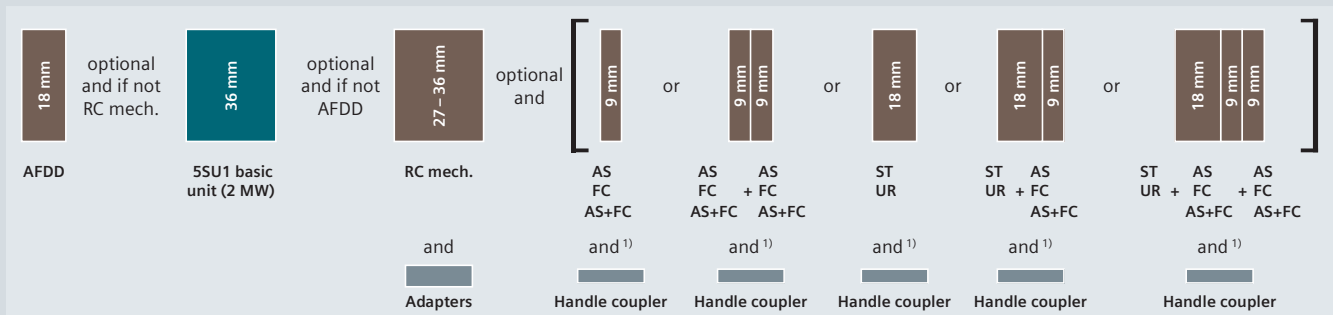 18 mm
optional
and if not
RC mech.
36 mm
optional
and if not
AFDD
27 – 36 mm
optional
and
9 mm
or
9 mm
9 mm
or
18 mm
or
18 mm
9 mm
or
18 mm
9 mm
9 mm
AFDD
5SU1 basic
unit (2 MW)
RC mech.
AS
FC
AS+FC
AS AS
FC + FC
AS+FC AS+FC
ST
UR
ST AS
UR + FC
AS+FC
ST AS AS
UR + FC + FC
AS+FC AS+FC
and
Adapters
and 1)
Handle coupler
and 1)
Handle coupler
and 1)
Handle coupler
and 1)
Handle coupler
and 1)
Handle coupler